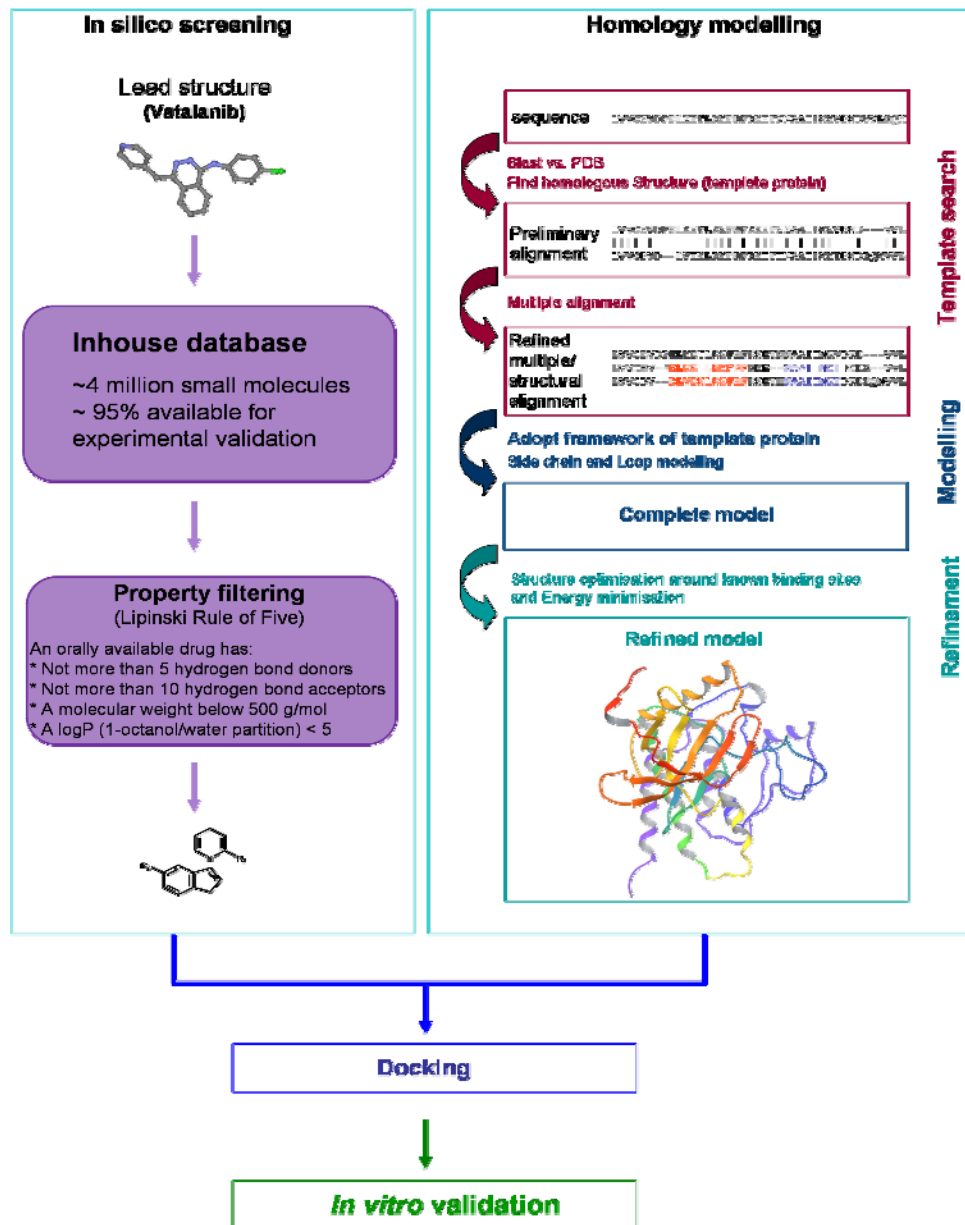 In silico screening
Lead structure
(Vatalanib)
Inhouse database
~4 million small molecules
~ 95% available for
experimental validation
Property filtering
(Lipinski Rule of Five)
An orally available drug has:
* Not more than 5 hydrogen bond donors
* Not more than 10 hydrogen bond acceptors
* A molecular weight below 500 g/mol
* A logP (1-octanol/water partition) < 5
Homology modelling
sequence
Blast vs. PDB
Find homologous Structure (template protein)
Preliminary
alignment
Multiple alignment
Refined
multiple/
structural
alignment
Adopt framework of template protein
Side chain and Loop modelling
Complete model
Structure optimisation around known binding sites
and Energy minimisation
Refined model
Template search
Modelling
Refinement
Docking
In vitro validation